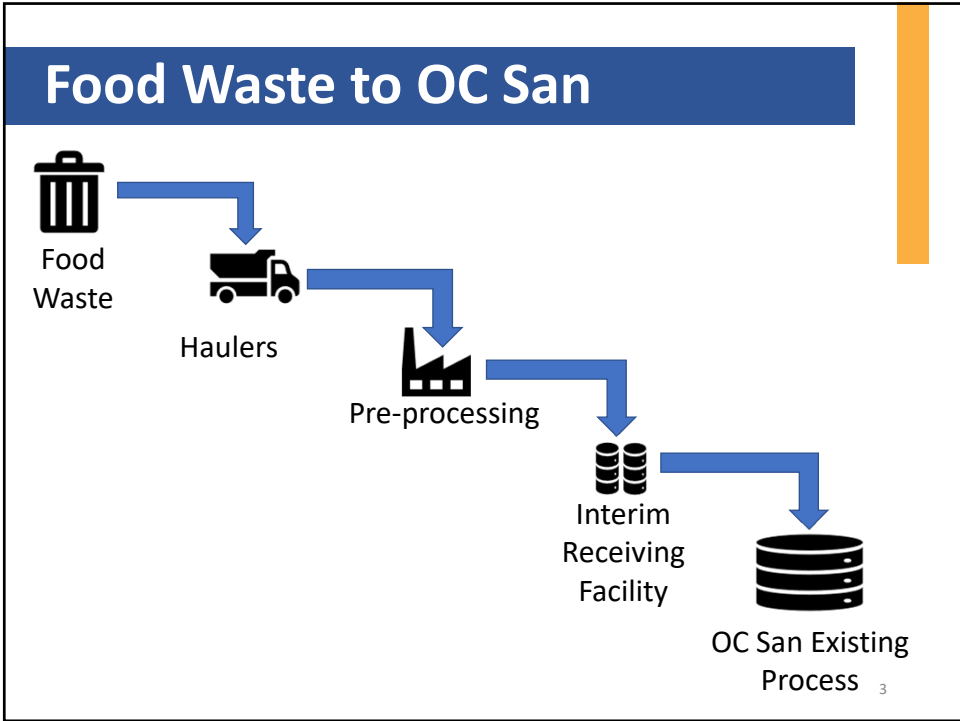 Food Waste to OC San
Food
Waste
Haulers
Pre-processing
Interim
Receiving
Facility
OC San Existing
Process
3